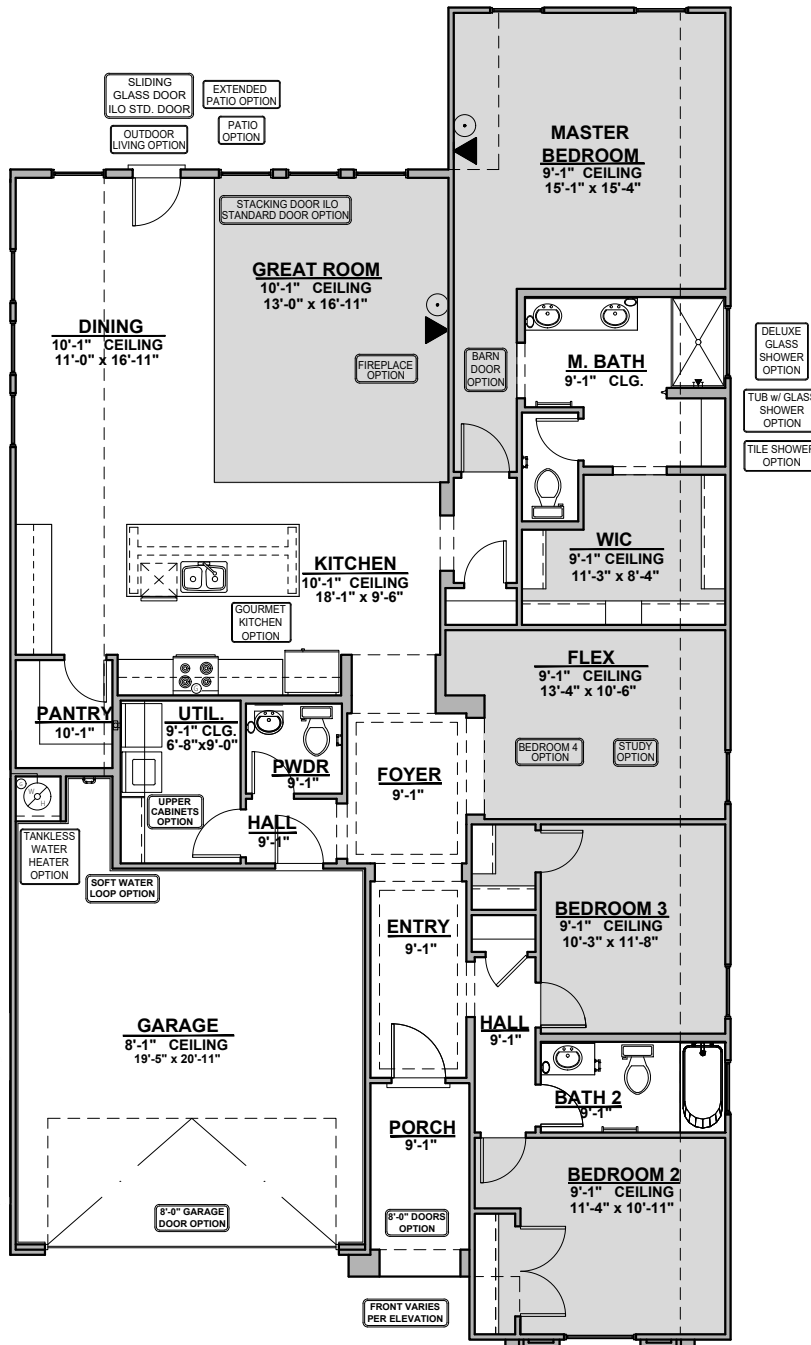 SLIDING
GLASS DOOR
ILO STD. DOOR
EXTENDED
PATIO OPTION
OUTDOOR
LIVING OPTION
PATIO
OPTION
MASTER
BEDROOM
9'-1" CEILING
15'-1" x 15'-4"
STACKING DOOR ILO
STANDARD DOOR OPTION
GREAT ROOM
10'-1" CEILING
13'-0" x 16'-11"
DINING
10'-1" CEILING
11'-0" x 16'-11"
FIREPLACE
OPTION
BARN
DOOR
OPTION
M. BATH
9'-1" CLG.
DELUXE
GLASS
SHOWER
OPTION
TUB w/ GLASS
SHOWER
OPTION
TILE SHOWER
OPTION
KITCHEN
10'-1" CEILING
18'-1" x 9'-6"
GOURMET
KITCHEN
OPTION
WIC
9'-1" CEILING
11'-3" x 8'-4"
FLEX
9'-1" CEILING
13'-4" x 10'-6"
BEDROOM 4
OPTION
STUDY
OPTION
PANTRY
10'-1"
UTIL.
9'-1" CLG.
6'-8"x9'-0"
PWDR
9'-1"
FOYER
9'-1"
UPPER
CABINETS
OPTION
HALL
9'-1"
W
H
TANKLESS
WATER
HEATER
OPTION
SOFT WATER
LOOP OPTION
ENTRY
9'-1"
BEDROOM 3
9'-1" CEILING
10'-3" x 11'-8"
GARAGE
8'-1" CEILING
19'-5" x 20'-11"
HALL
9'-1"
BATH 2
9'-1"
PORCH
9'-1"
8'-0" GARAGE
DOOR OPTION
8'-0" DOORS
OPTION
BEDROOM 2
9'-1" CEILING
11'-4" x 10'-11"
FRONT VARIES
PER ELEVATION